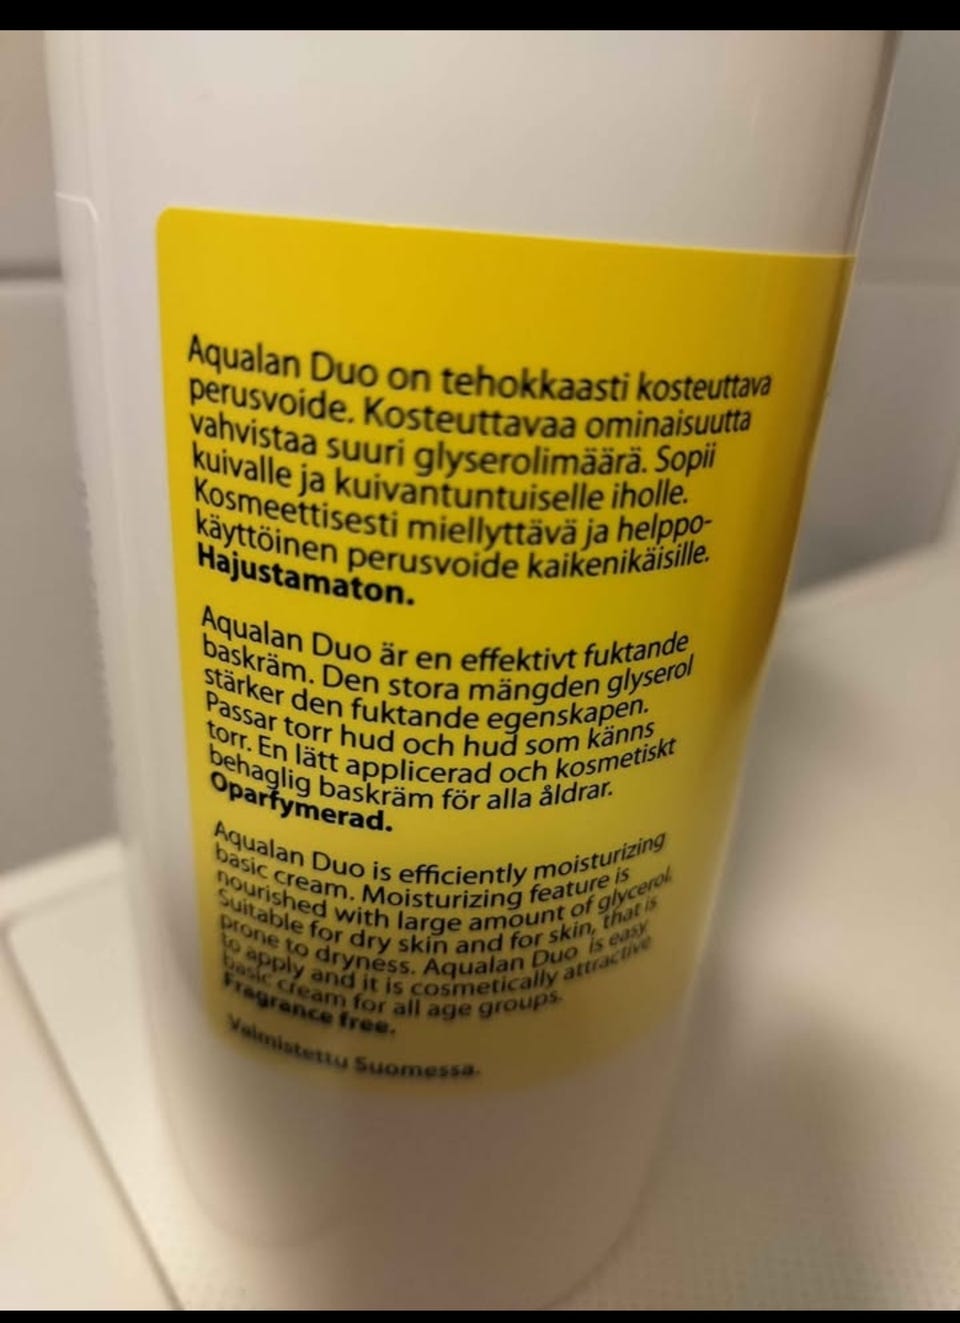 Aqualan Duo on tehokkaasti kosteuttava
perusvoide. Kosteuttavaa ominaisuutta
vahvistaa suuri glyserolimäärä. Sopii
kuivalle ja kuivantuntuiselle iholle.
Kosmeettisesti miellyttävä ja helppo-
käyttöinen perusvoide kaikenikäisille.
Hajustamaton.
Aqualan Duo är en effektivt fuktande
baskräm. Den stora mängden glyserol
stärker den fuktande egenskapen.
Passar torr hud och hud som känns
torr. En lätt applicerad och kosmetiskt
behaglig baskräm för alla åldrar.
Oparfymerad.
Aqualan Duo is efficiently moisturizing
basic cream. Moisturizing feature is
nourished with large amount of glycerol.
Suitable for dry skin and for skin, that is
prone to dryness. Aqualan Duo is easy
to apply and it is cosmetically attractive
basic cream for all age groups.
Fragrance free.
Valmistettu Suomessa.